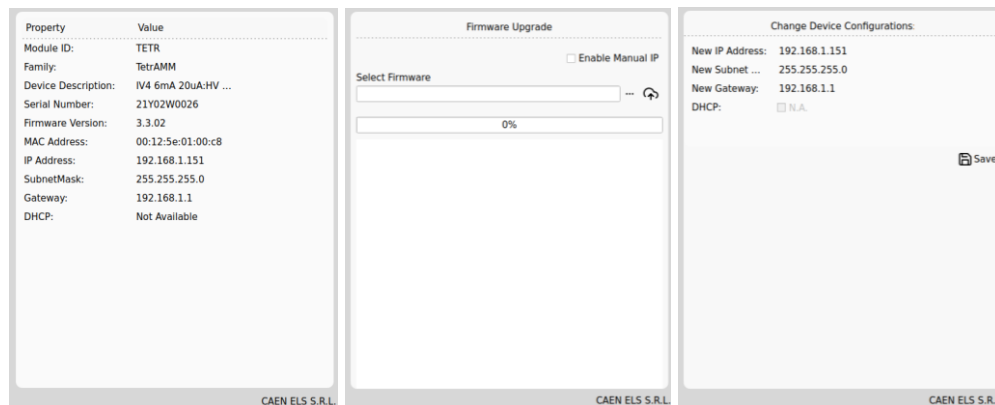 Property Value
Module ID: TETR
Family: TetrAMM
Device Description: IV4 6mA 20uA:HV ...
Serial Number: 21Y02W0026
Firmware Version: 3.3.02
MAC Address: 00:12:5e:01:00:c8
IP Address: 192.168.1.151
SubnetMask: 255.255.255.0
Gateway: 192.168.1.1
DHCP: Not Available
CAEN ELS S.R.L.
Firmware Upgrade
Enable Manual IP
Select Firmware
...
0%
CAEN ELS S.R.L.
Change Device Configurations:
New IP Address: 192.168.1.151
New Subnet ... 255.255.255.0
New Gateway: 192.168.1.1
DHCP: N.A.
Save
CAEN ELS S.R.